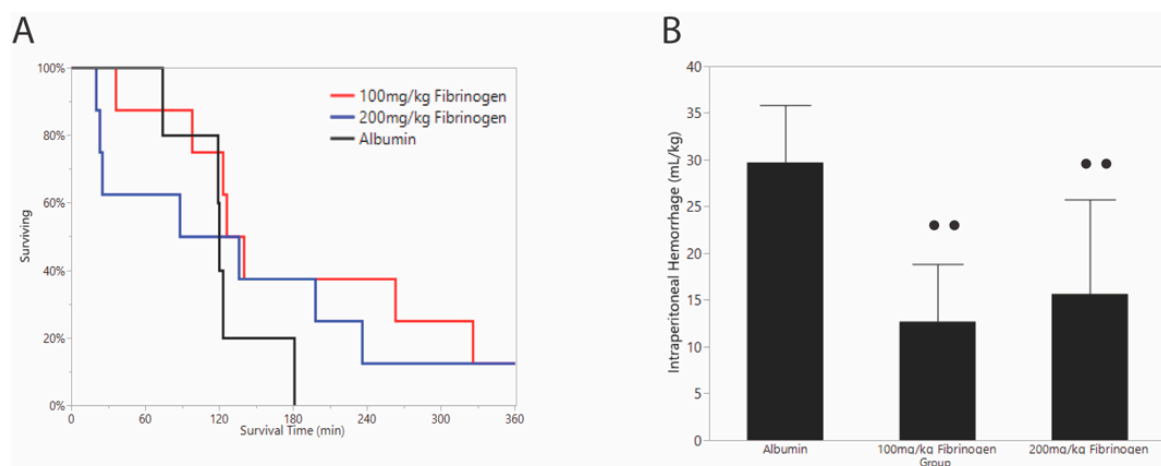 A
100%
80%
60%
40%
20%
0%
Surviving
100mg/kg Fibrinogen
200mg/kg Fibrinogen
Albumin
0 60 120 180 240 300 360
Survival Time (min)
B
40
35
30
25
20
15
10
5
0
Intraperitoneal Hemorrhage (mL/kg)
Albumin 100mg/kg Fibrinogen 200mg/kg Fibrinogen
Group